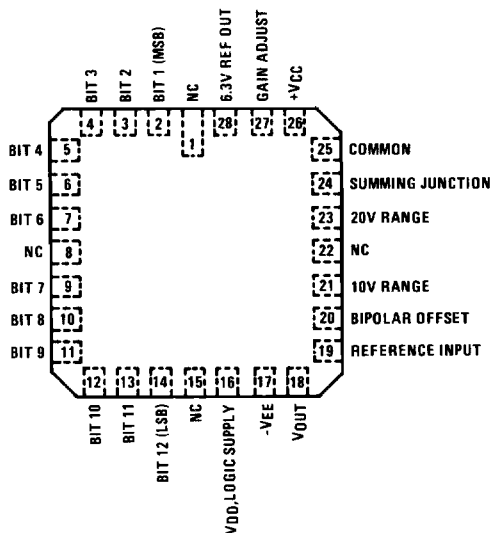 BIT 3
BIT 2
BIT 1 (MSB)
NC
6.3V REF OUT
GAIN ADJUST
+VCC
4
3
2
1
28
27
26
BIT 4
5
25
COMMON
BIT 5
6
24
SUMMING JUNCTION
BIT 6
7
23
20V RANGE
NC
8
22
NC
BIT 7
9
21
10V RANGE
BIT 8
10
20
BIPOLAR OFFSET
BIT 9
11
19
REFERENCE INPUT
12
13
14
15
16
17
18
BIT 10
BIT 11
BIT 12 (LSB)
NC
VDD,LOGIC SUPPLY
-VEE
VOUT